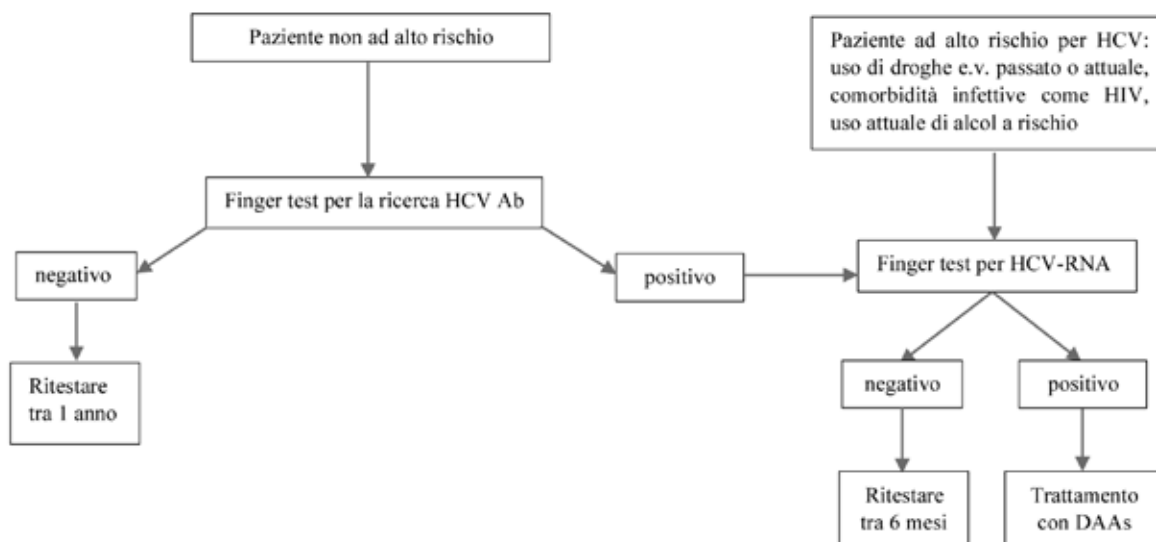 Paziente non ad alto rischio
Paziente ad alto rischio per HCV:
uso di droghe e.v. passato o attuale,
comorbidità infettive come HIV,
uso attuale di alcol a rischio
Finger test per la ricerca HCV Ab
negativo
positivo
Finger test per HCV-RNA
Ritestare
tra 1 anno
negativo
positivo
Ritestare
tra 6 mesi
Trattamento
con DAAs